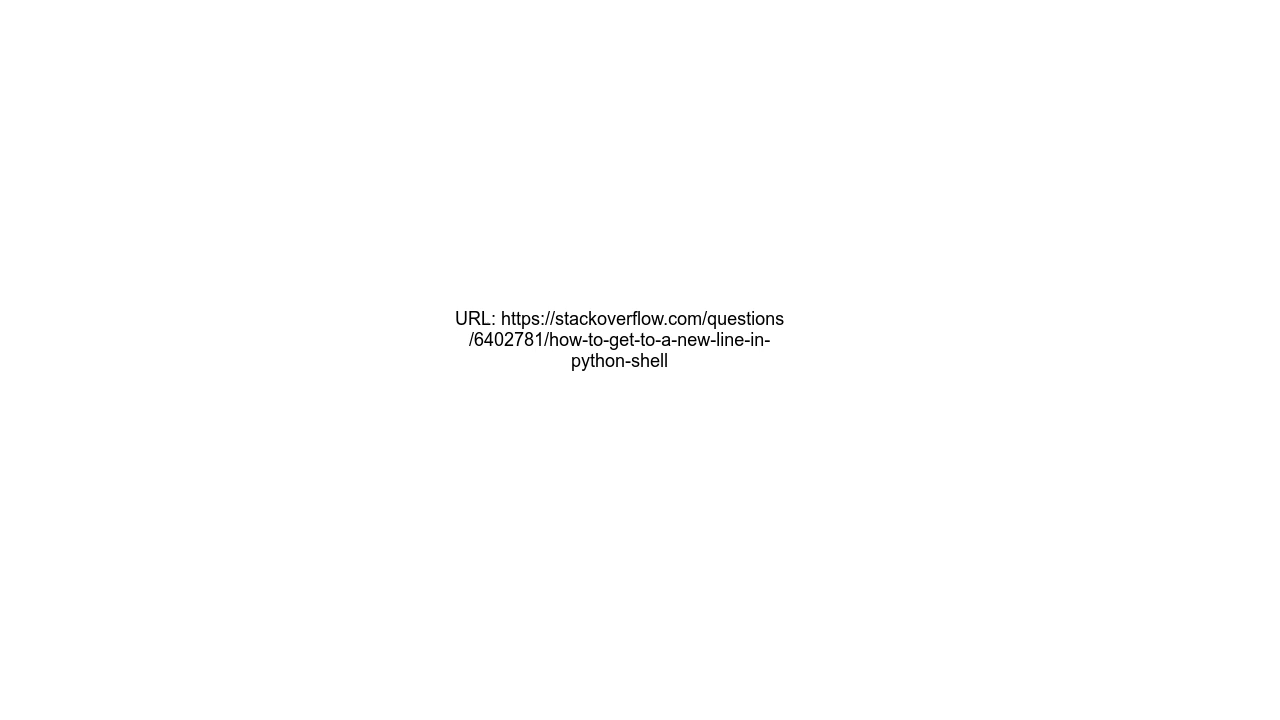 URL: https://stackoverflow.com/questions
/6402781/how-to-get-to-a-new-line-in-
python-shell